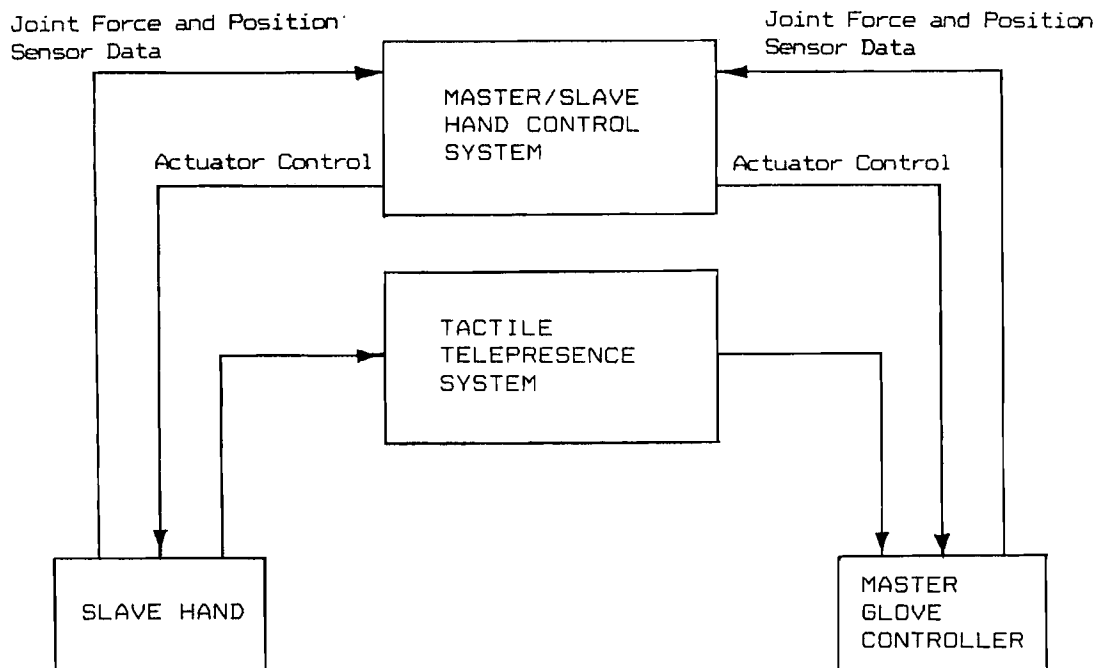 Joint Force and Position
Sensor Data
Joint Force and Position
Sensor Data
MASTER/SLAVE
HAND CONTROL
SYSTEM
Actuator Control
Actuator Control
TACTILE
TELEPRESENCE
SYSTEM
SLAVE HAND
MASTER
GLOVE
CONTROLLER